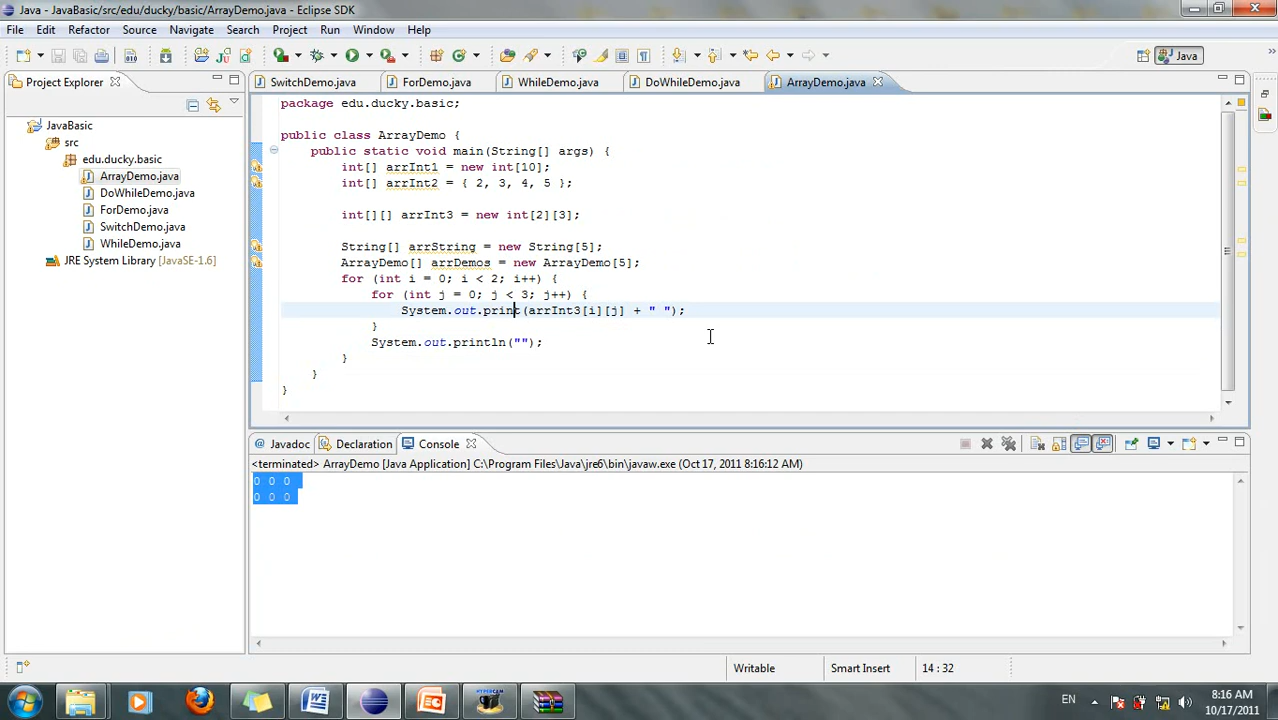 Java - JavaBasic/src/edu/ducky/basic/ArrayDemo.java - Eclipse SDK
File Edit Refactor Source Navigate Search Project Run Window Help
Java
Project Explorer
JavaBasic
src
edu.ducky.basic
ArrayDemo.java
DoWhileDemo.java
ForDemo.java
SwitchDemo.java
WhileDemo.java
JRE System Library [JavaSE-1.6]
SwitchDemo.java ForDemo.java WhileDemo.java DoWhileDemo.java ArrayDemo.java
package edu.ducky.basic;
public class ArrayDemo {
public static void main(String[] args) {
int[] arrInt1 = new int[10];
int[] arrInt2 = { 2, 3, 4, 5 };
int[][] arrInt3 = new int[2][3];
String[] arrString = new String[5];
ArrayDemo[] arrDemos = new ArrayDemo[5];
for (int i = 0; i < 2; i++) {
for (int j = 0; j < 3; j++) {
System.out.print(arrInt3[i][j] + " ");
}
System.out.println("");
}
}
}
Javadoc Declaration Console
<terminated> ArrayDemo [Java Application] C:\Program Files\Java\jre6\bin\javaw.exe (Oct 17, 2011 8:16:12 AM)
0 0 0
0 0 0
Writable Smart Insert 14 : 32
EN 8:16 AM
10/17/2011